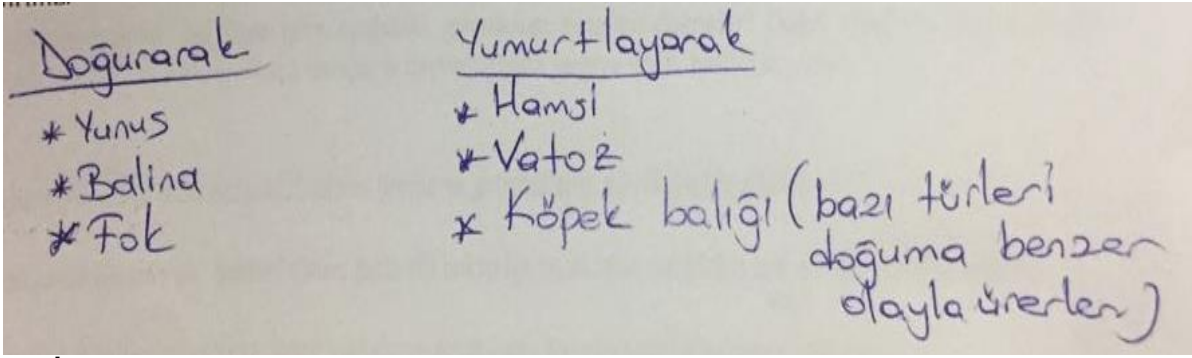 Doğurarak
* Yunus
* Balina
* Fok
Yumurtlayarak
* Hamsi
* Vatoz
* Köpek balığı (bazı türleri
doğuma benzer
olayla ürerler)